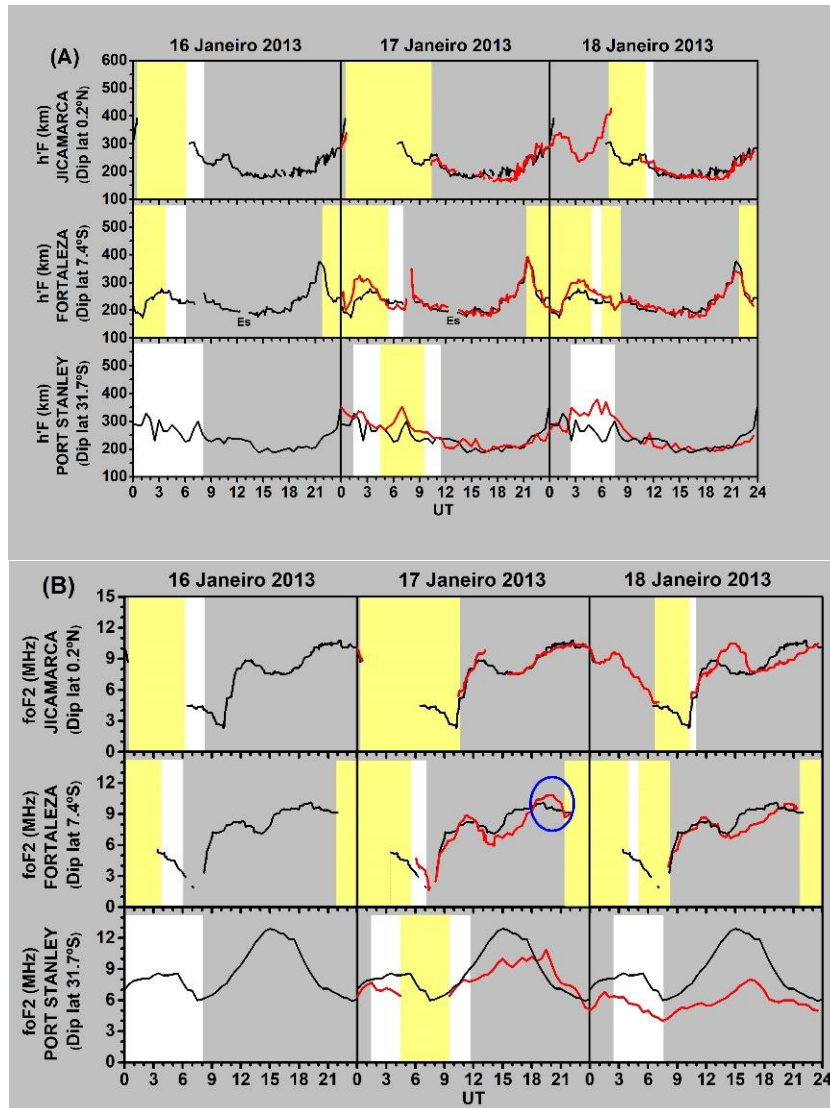 (A)
16 Janeiro 2013 17 Janeiro 2013 18 Janeiro 2013
h'F (km)
JICAMARCA
(Dip lat 0.2ºN)
600
500
400
300
200
100
h'F (km)
FORTALEZA
(Dip lat 7.4ºS)
500
400
300
200
100
Es Es
h'F (km)
PORT STANLEY
(Dip lat 31.7ºS)
500
400
300
200
100
0 3 6 9 12 15 18 21 0 3 6 9 12 15 18 21 0 3 6 9 12 15 18 21 24
UT
(B)
16 Janeiro 2013 17 Janeiro 2013 18 Janeiro 2013
foF2 (MHz)
JICAMARCA
(Dip lat 0.2ºN)
15
12
9
6
3
0
foF2 (MHz)
FORTALEZA
(Dip lat 7.4ºS)
12
9
6
3
0
foF2 (MHz)
PORT STANLEY
(Dip lat 31.7ºS)
12
9
6
3
0
0 3 6 9 12 15 18 21 0 3 6 9 12 15 18 21 0 3 6 9 12 15 18 21 24
UT